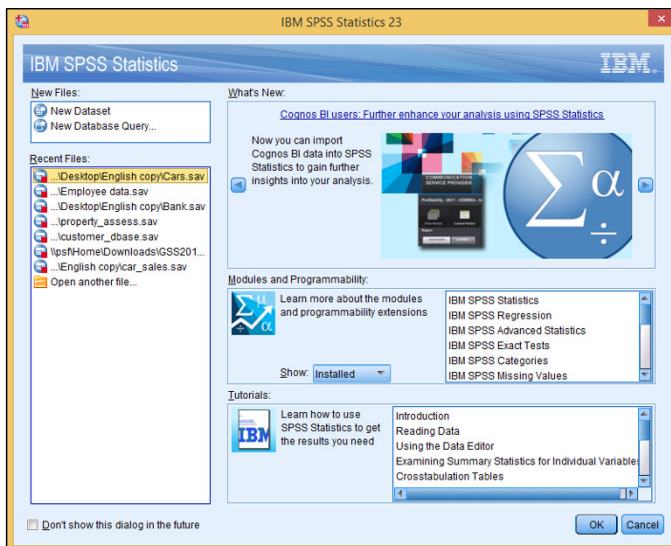 IBM SPSS Statistics 23
IBM SPSS Statistics
IBM
New Files:
New Dataset
New Database Query...
Recent Files:
...\Desktop\English copy\Cars.sav
...\Employee data.sav
...\Desktop\English copy\Bank.sav
...\property_assess.sav
...\customer_dbase.sav
\\psf\Home\Downloads\GSS201...
...\English copy\car_sales.sav
Open another file...
What's New:
Cognos BI users: Further enhance your analysis using SPSS Statistics
Now you can import
Cognos BI data into SPSS
Statistics to gain further
insights into your analysis.
COMMUNICATION
SERVICE PROVIDER
Σ α
÷
Modules and Programmability:
Learn more about the modules
and programmability extensions
Show: Installed
IBM SPSS Statistics
IBM SPSS Regression
IBM SPSS Advanced Statistics
IBM SPSS Exact Tests
IBM SPSS Categories
IBM SPSS Missing Values
Tutorials:
IBM
Learn how to use
SPSS Statistics to get
the results you need
Introduction
Reading Data
Using the Data Editor
Examining Summary Statistics for Individual Variables
Crosstabulation Tables
Don't show this dialog in the future
OK
Cancel